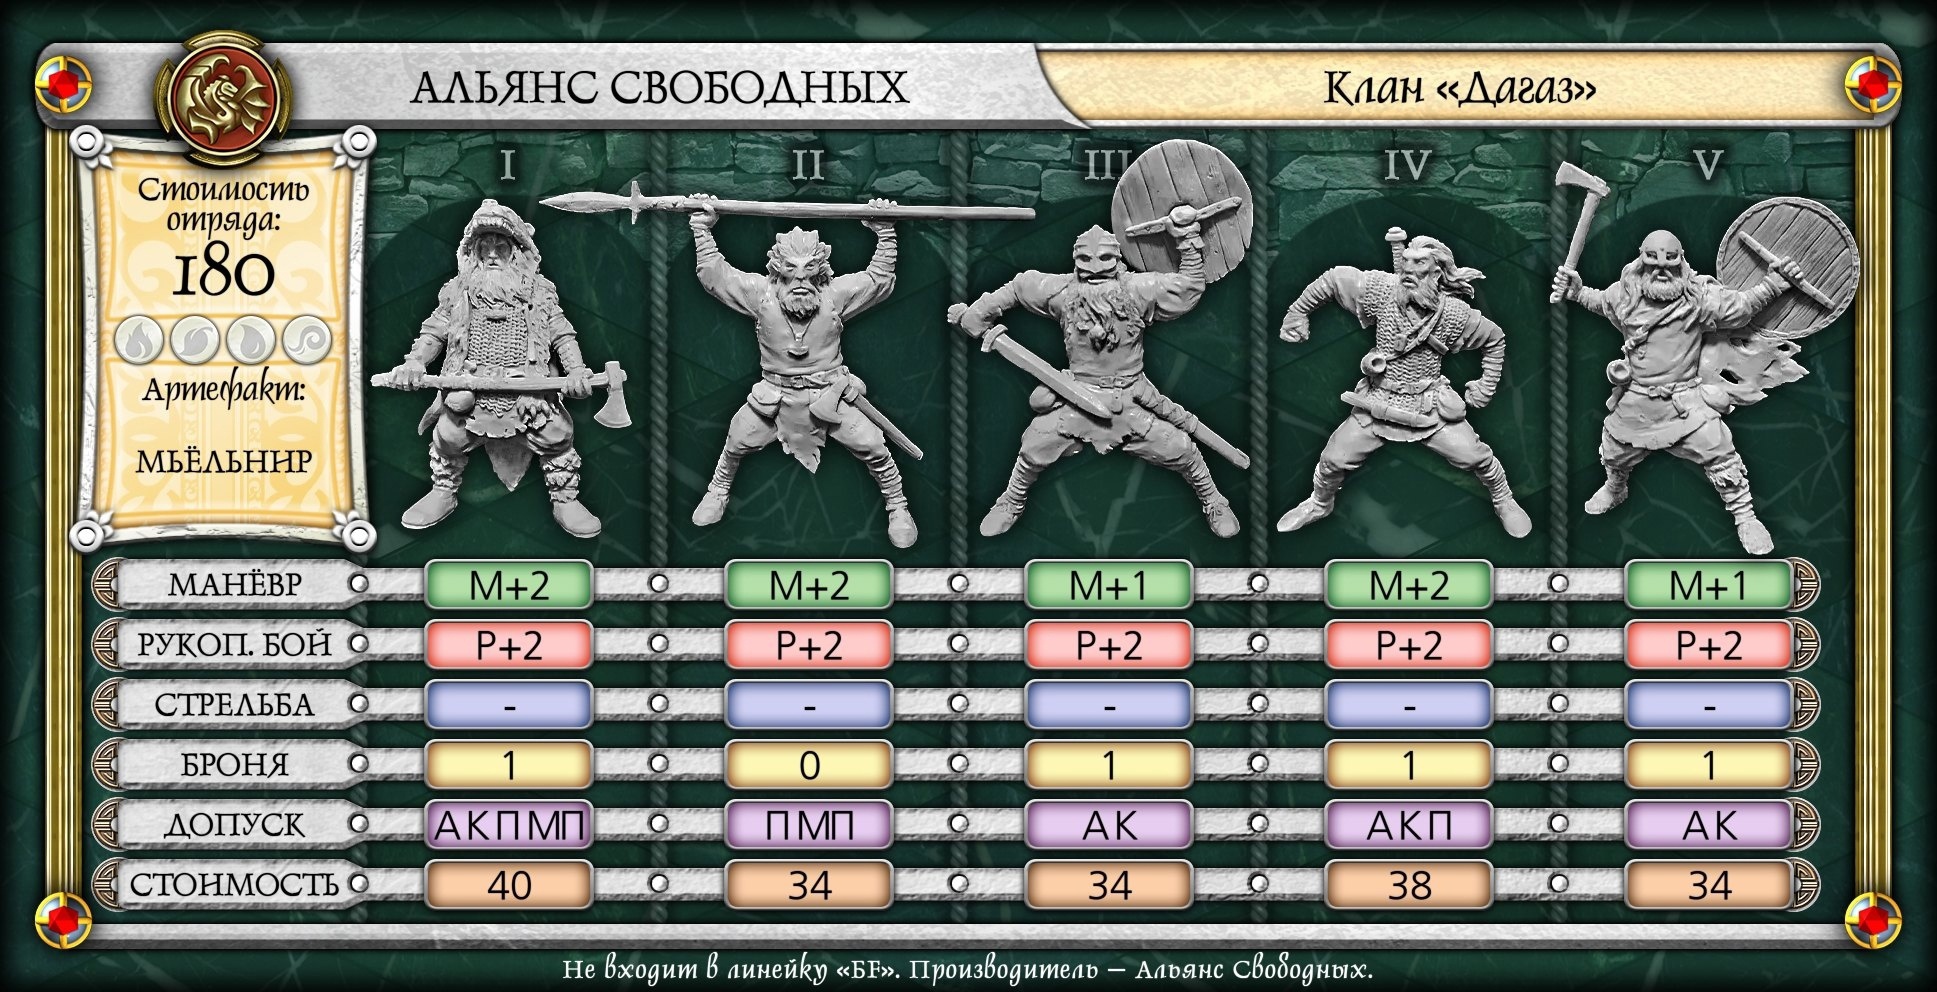 АЛЬЯНС СВОБОДНЫХ
Клан «Дагаз»
Стоимость
отряда:
180
Артефакт:
МЬЁЛЬНИР
I II III IV V
МАНЁВР М+2 М+2 М+1 М+2 М+1
РУКОП. БОЙ Р+2 Р+2 Р+2 Р+2 Р+2
СТРЕЛЬБА - - - - -
БРОНЯ 1 0 1 1 1
ДОПУСК АКПМП ПМП АК АКП АК
СТОИМОСТЬ 40 34 34 38 34
Не входит в линейку «БF». Производитель – Альянс Свободных.